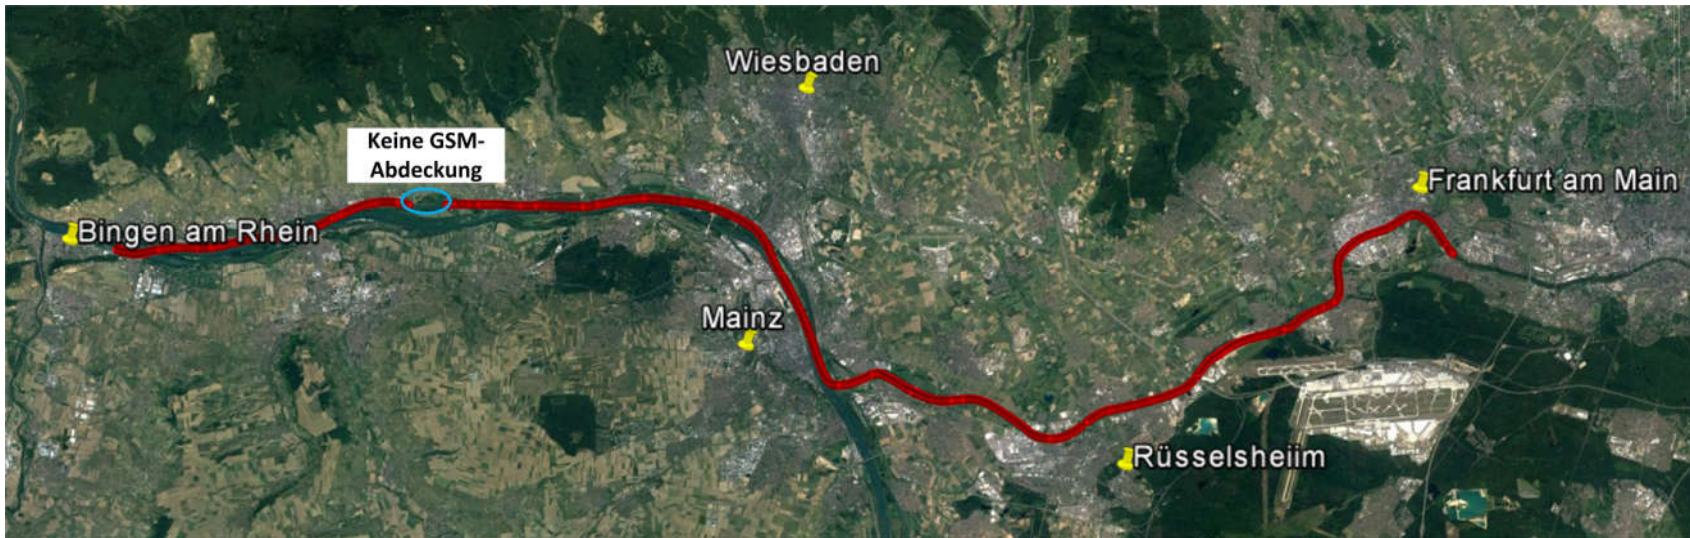 Wiesbaden
Keine GSM-
Abdeckung
Frankfurt am Main
Bingen am Rhein
Mainz
Rüsselsheiim